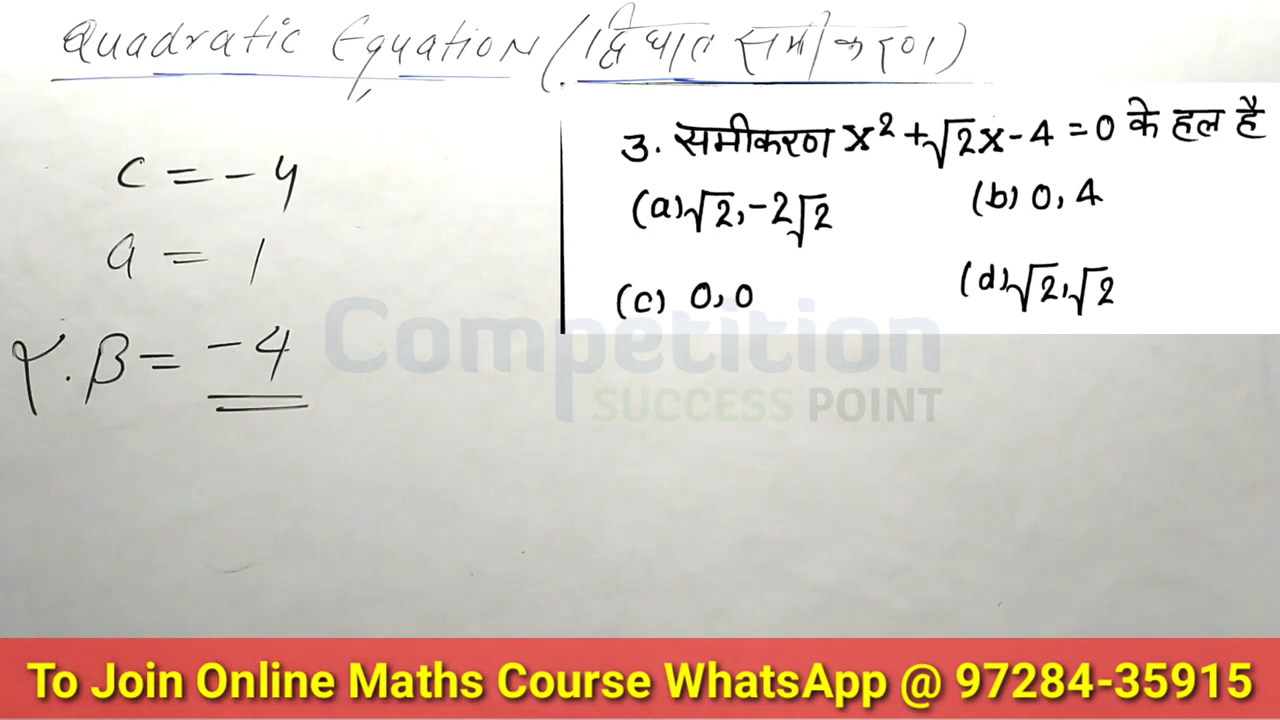 Quadratic Equation (द्विघात समीकरण)
3. समीकरण x² + √2x - 4 = 0 के हल है
(a) √2, -2√2
(b) 0, 4
(c) 0, 0
(d) √2, √2
c = -4
a = 1
α . β = -4
Competition
SUCCESS POINT
To Join Online Maths Course WhatsApp @ 97284-35915